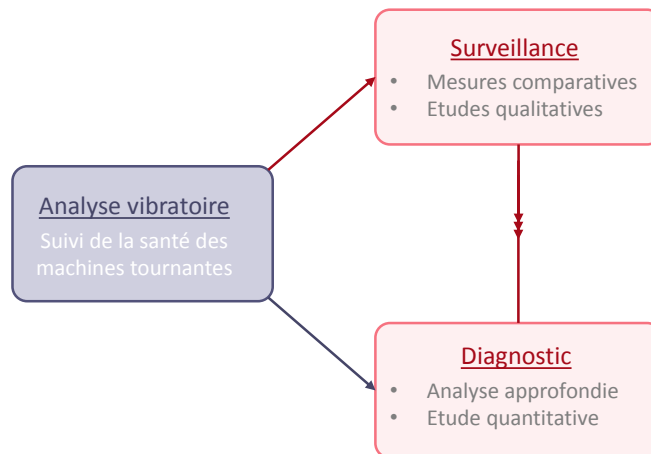 Surveillance
• Mesures comparatives
• Etudes qualitatives
Analyse vibratoire
Suivi de la santé des
machines tournantes
Diagnostic
• Analyse approfondie
• Etude quantitative